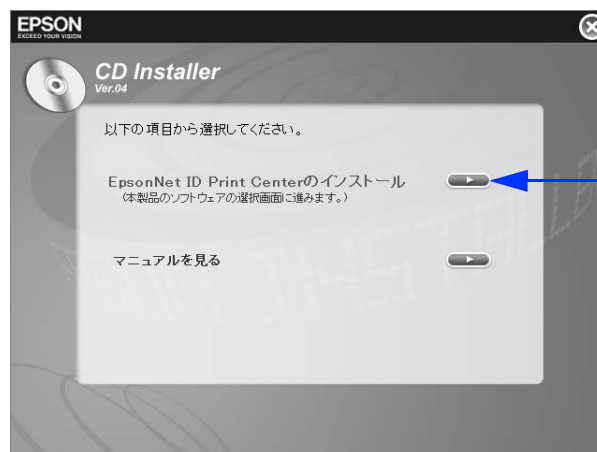 EPSON
EXCEED YOUR VISION
CD Installer
Ver.04
以下の項目から選択してください。
EpsonNet ID Print Centerのインストール
(本製品のソフトウェアの選択画面に進みます。)
マニュアルを見る